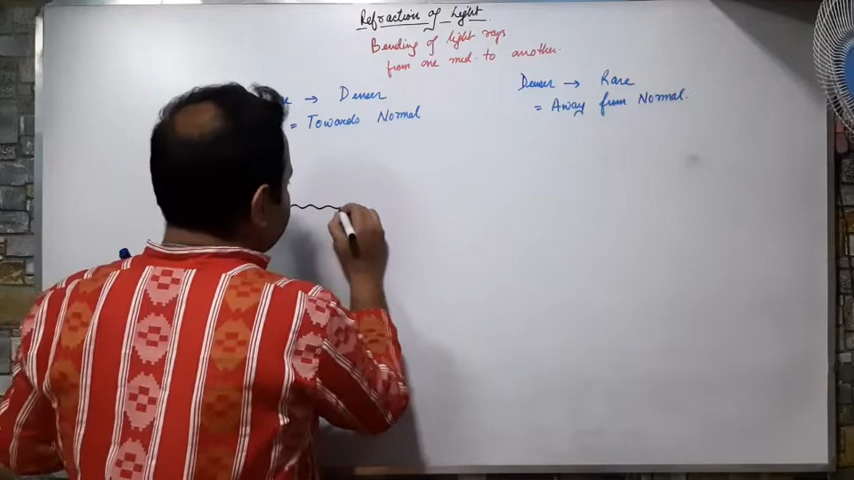 Refraction of Light
Bending of light rays
from one med. to another.
→ Denser
= Towards Normal
Denser → Rare
= Away from Normal.